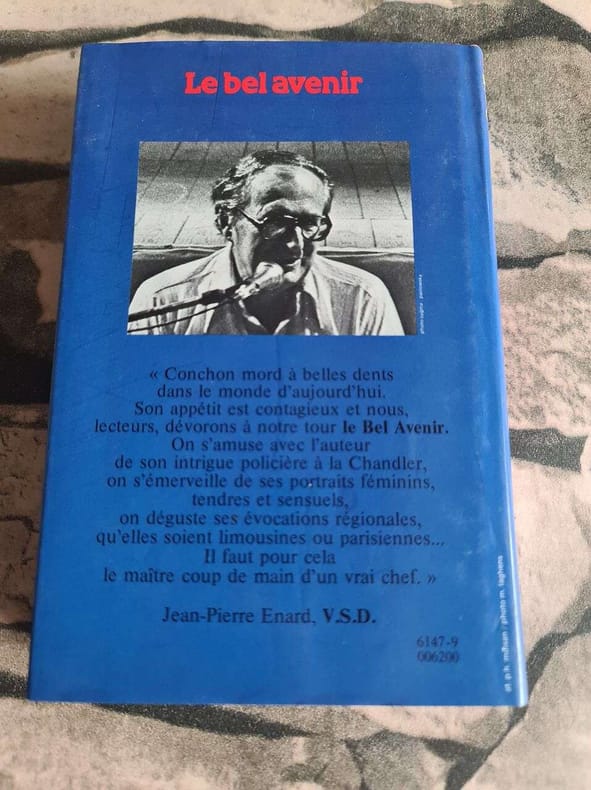 Le bel avenir
« Conchon mord à belles dents
dans le monde d'aujourd'hui.
Son appétit est contagieux et nous,
lecteurs, dévorons à notre tour le Bel Avenir.
On s'amuse avec l'auteur
de son intrigue policière à la Chandler,
on s'émerveille de ses portraits féminins,
tendres et sensuels,
on déguste ses évocations régionales,
qu'elles soient limousines ou parisiennes...
Il faut pour cela
le maître coup de main d'un vrai chef. »
Jean-Pierre Enard, V.S.D.
6147-9
006200
photo m. taghens